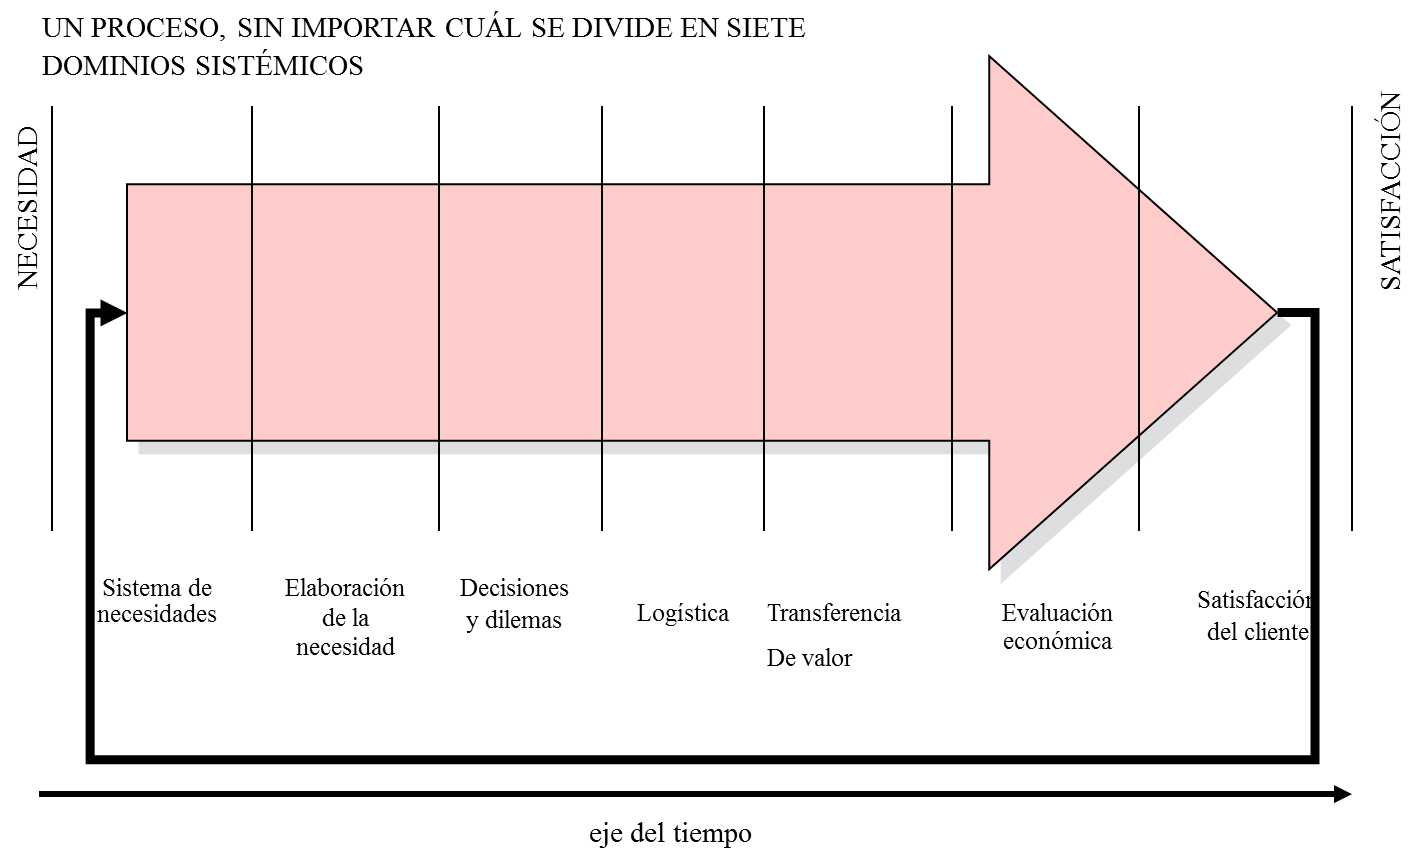 UN PROCESO, SIN IMPORTAR CUÁL SE DIVIDE EN SIETE
DOMINIOS SISTÉMICOS
NECESIDAD
SATISFACCIÓN
Sistema de
necesidades
Elaboración
de la
necesidad
Decisiones
y dilemas
Logística
Transferencia
De valor
Evaluación
económica
Satisfacción
del cliente
eje del tiempo